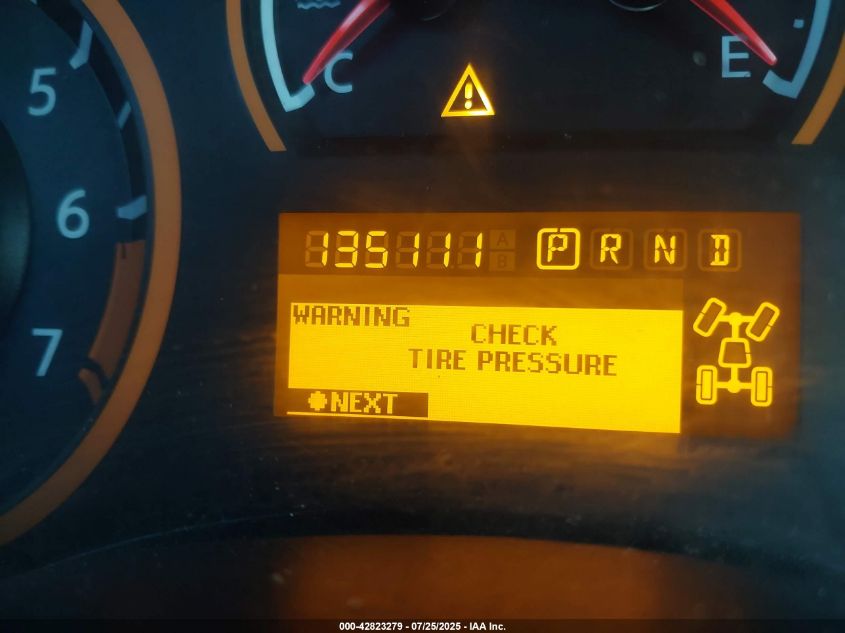 C
E
5
6
7
135111 P R N D
WARNING
CHECK
TIRE PRESSURE
NEXT
000-42823279 - 07/25/2025 - IAA Inc.